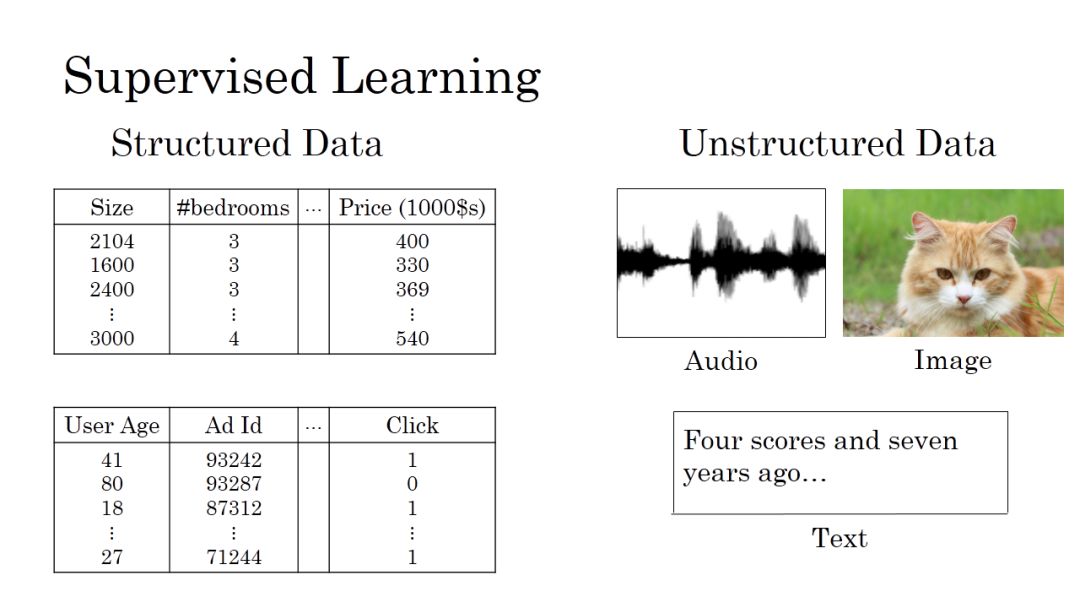 Supervised Learning
Structured Data
Size #bedrooms ... Price (1000$s)
2104 3 400
1600 3 330
2400 3 369
⋮ ⋮ ⋮
3000 4 540
User Age Ad Id ... Click
41 93242 1
80 93287 0
18 87312 1
⋮ ⋮ ⋮
27 71244 1
Unstructured Data
Audio
Image
Four scores and seven
years ago...
Text